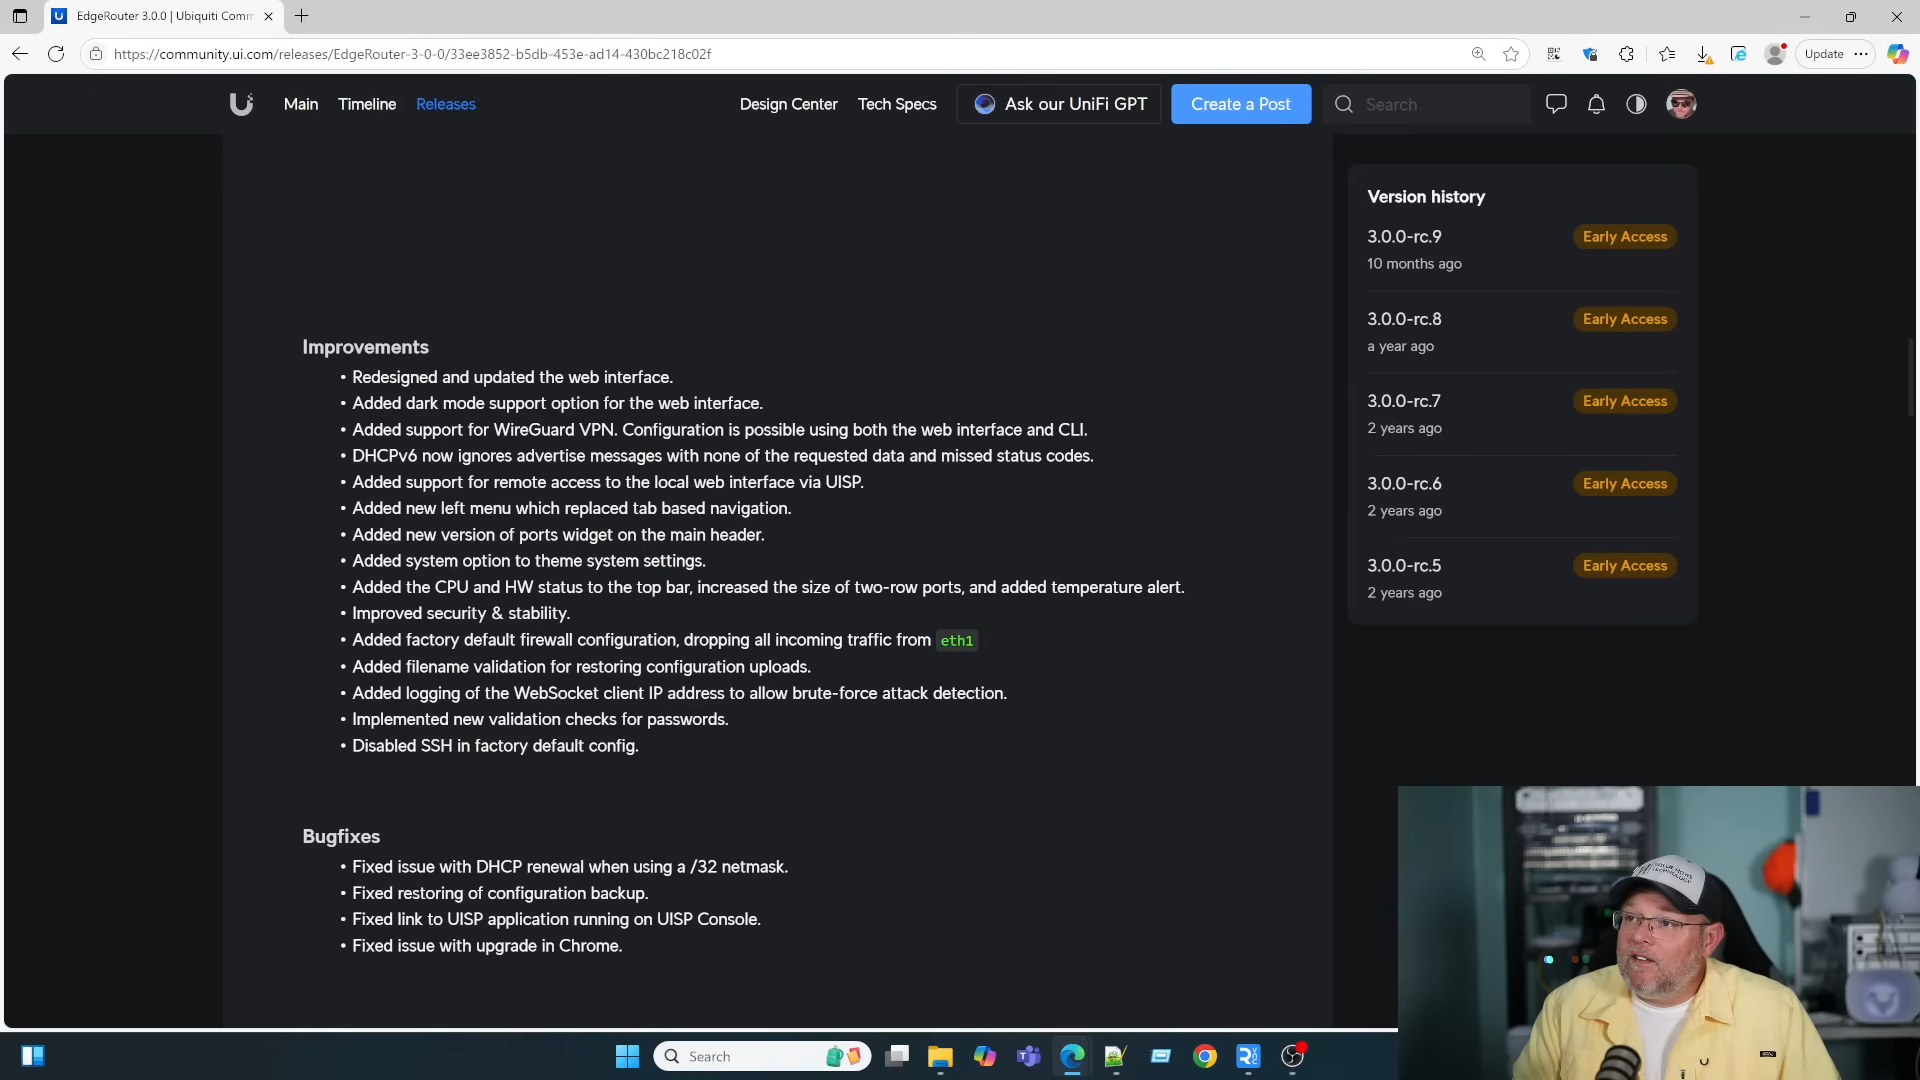 EdgeRouter 3.0.0 | Ubiquiti Comm
https://community.ui.com/releases/EdgeRouter-3-0-0/33ee3852-b5db-453e-ad14-430bc218c02f
Update
Main
Timeline
Releases
Design Center
Tech Specs
Ask our UniFi GPT
Create a Post
Search
Improvements
• Redesigned and updated the web interface.
• Added dark mode support option for the web interface.
• Added support for WireGuard VPN. Configuration is possible using both the web interface and CLI.
• DHCPv6 now ignores advertise messages with none of the requested data and missed status codes.
• Added support for remote access to the local web interface via UISP.
• Added new left menu which replaced tab based navigation.
• Added new version of ports widget on the main header.
• Added system option to theme system settings.
• Added the CPU and HW status to the top bar, increased the size of two-row ports, and added temperature alert.
• Improved security & stability.
• Added factory default firewall configuration, dropping all incoming traffic from eth1
• Added filename validation for restoring configuration uploads.
• Added logging of the WebSocket client IP address to allow brute-force attack detection.
• Implemented new validation checks for passwords.
• Disabled SSH in factory default config.
Bugfixes
• Fixed issue with DHCP renewal when using a /32 netmask.
• Fixed restoring of configuration backup.
• Fixed link to UISP application running on UISP Console.
• Fixed issue with upgrade in Chrome.
Version history
3.0.0-rc.9
Early Access
10 months ago
3.0.0-rc.8
Early Access
a year ago
3.0.0-rc.7
Early Access
2 years ago
3.0.0-rc.6
Early Access
2 years ago
3.0.0-rc.5
Early Access
2 years ago
Search